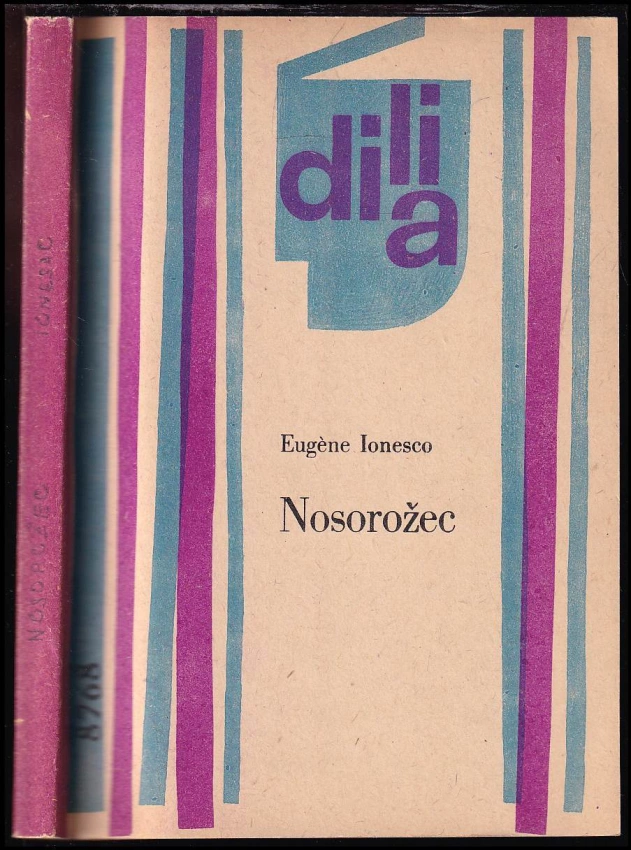 dilia
Eugène Ionesco
Nosorožec
NOSOROŽEC IONESCO
8768